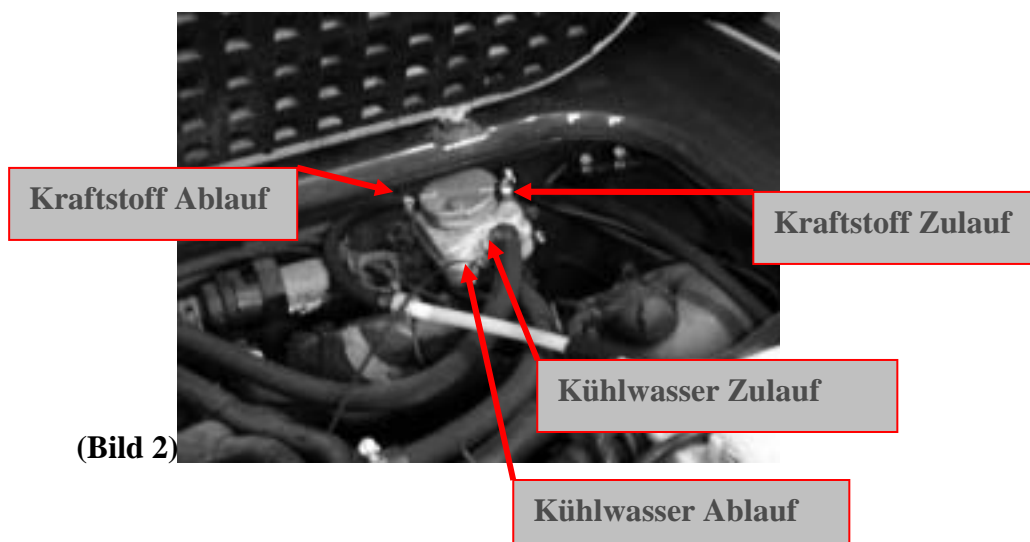 Kraftstoff Ablauf
Kraftstoff Zulauf
Kühlwasser Zulauf
(Bild 2)
Kühlwasser Ablauf